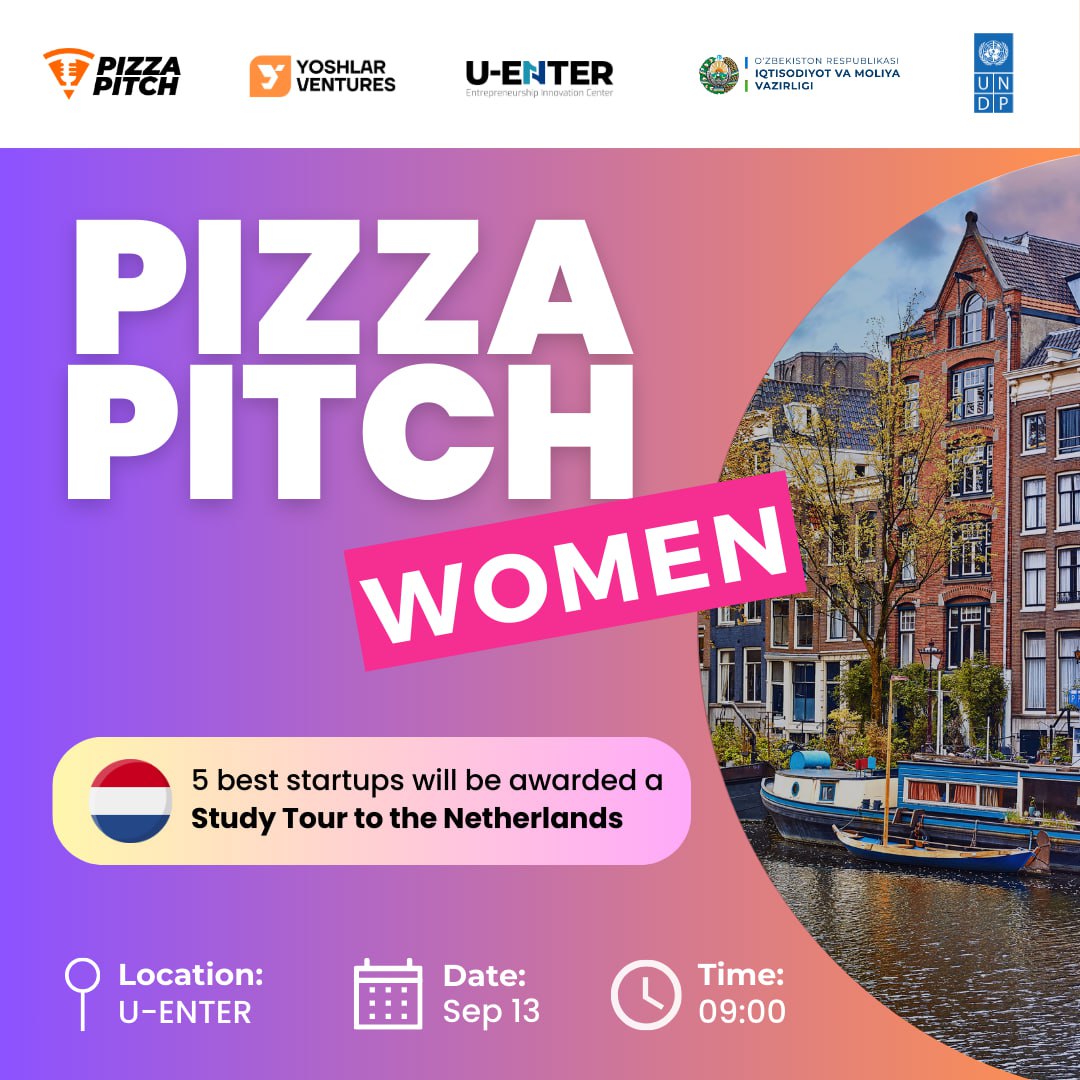 PIZZA
PITCH
YOSHLAR
VENTURES
U-ENTER
Entrepreneurship Innovation Center
O'ZBEKISTON RESPUBLIKASI
IQTISODIYOT VA MOLIYA
VAZIRLIGI
UN
DP
PIZZA
PITCH
WOMEN
5 best startups will be awarded a
Study Tour to the Netherlands
Location:
U-ENTER
Date:
Sep 13
Time:
09:00